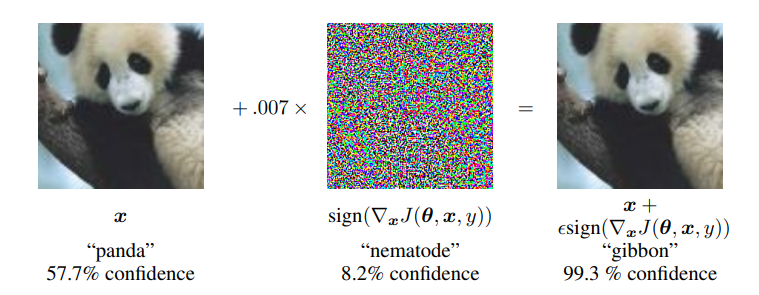 + .007 ×
=
x
sign(∇ₓJ(θ, x, y))
x +
ϵsign(∇ₓJ(θ, x, y))
“panda”
“nematode”
“gibbon”
57.7% confidence
8.2% confidence
99.3 % confidence